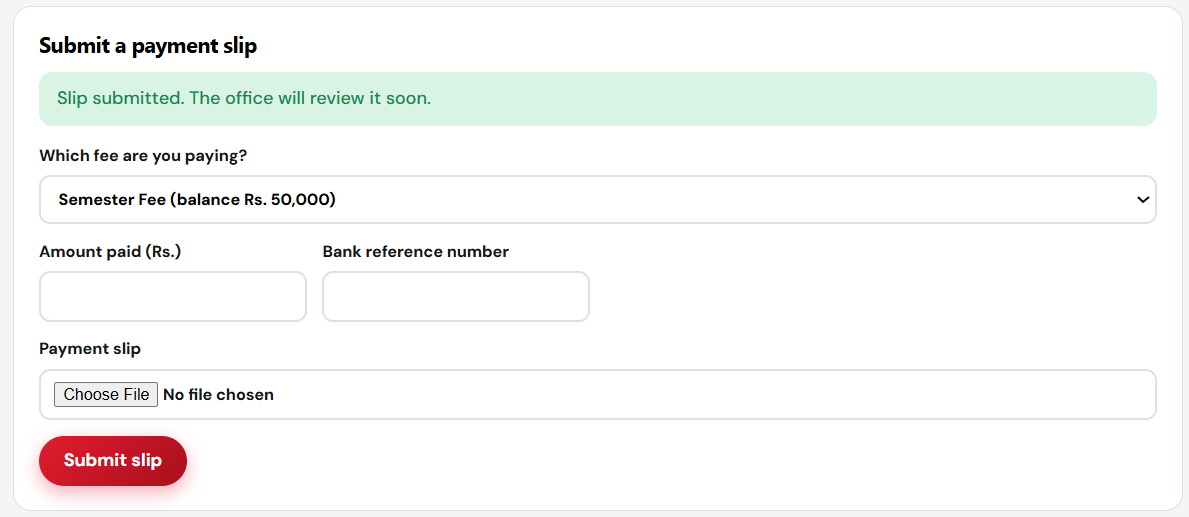 Submit a payment slip
Slip submitted. The office will review it soon.
Which fee are you paying?
Semester Fee (balance Rs. 50,000)
Amount paid (Rs.) Bank reference number
Payment slip
Choose File No file chosen
Submit slip